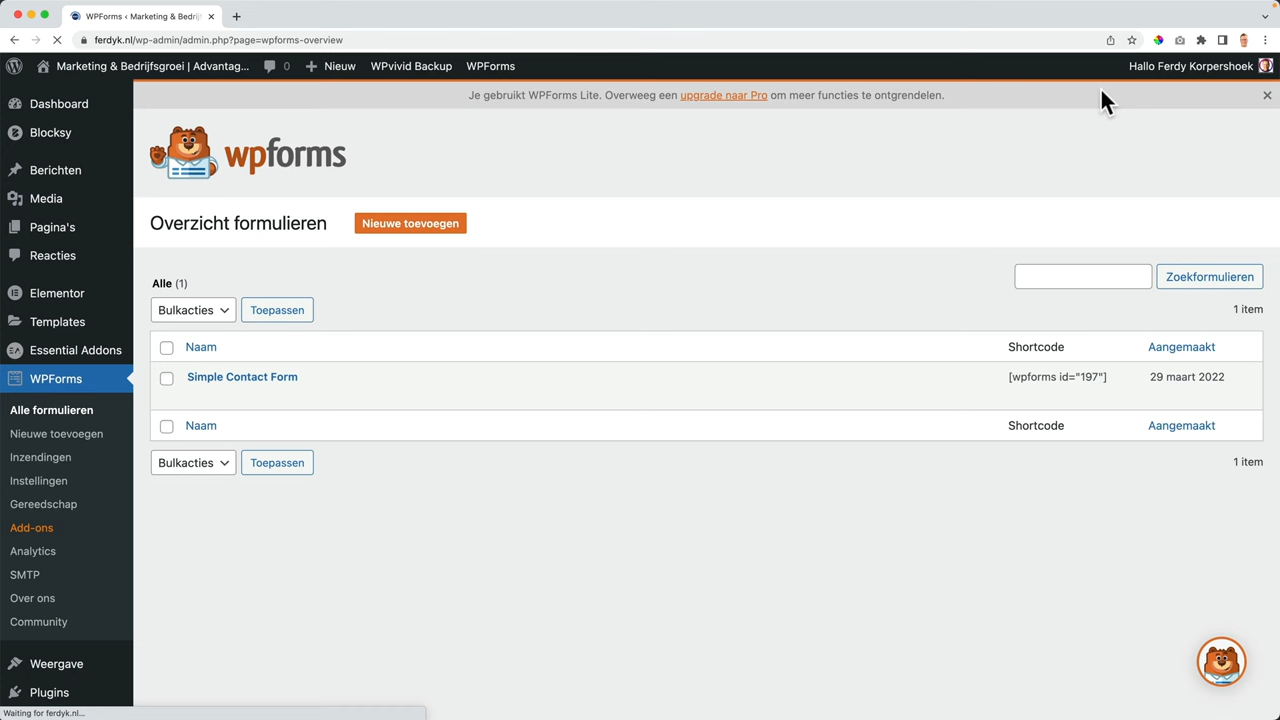 WPForms ‹ Marketing & Bedrijf
ferdyk.nl/wp-admin/admin.php?page=wpforms-overview
Marketing & Bedrijfsgroei | Advantag... 0 Nieuw WPvivid Backup WPForms Hallo Ferdy Korpershoek
Je gebruikt WPForms Lite. Overweeg een upgrade naar Pro om meer functies te ontgrendelen.
Dashboard
Blocksy
Berichten
Media
Pagina's
Reacties
Elementor
Templates
Essential Addons
WPForms
Alle formulieren
Nieuwe toevoegen
Inzendingen
Instellingen
Gereedschap
Add-ons
Analytics
SMTP
Over ons
Community
Weergave
Plugins
wpforms
Overzicht formulieren Nieuwe toevoegen
Alle (1)
Zoekformulieren
Bulkacties Toepassen 1 item
Naam Shortcode Aangemaakt
Simple Contact Form [wpforms id="197"] 29 maart 2022
Naam Shortcode Aangemaakt
Bulkacties Toepassen 1 item
Waiting for ferdyk.nl...